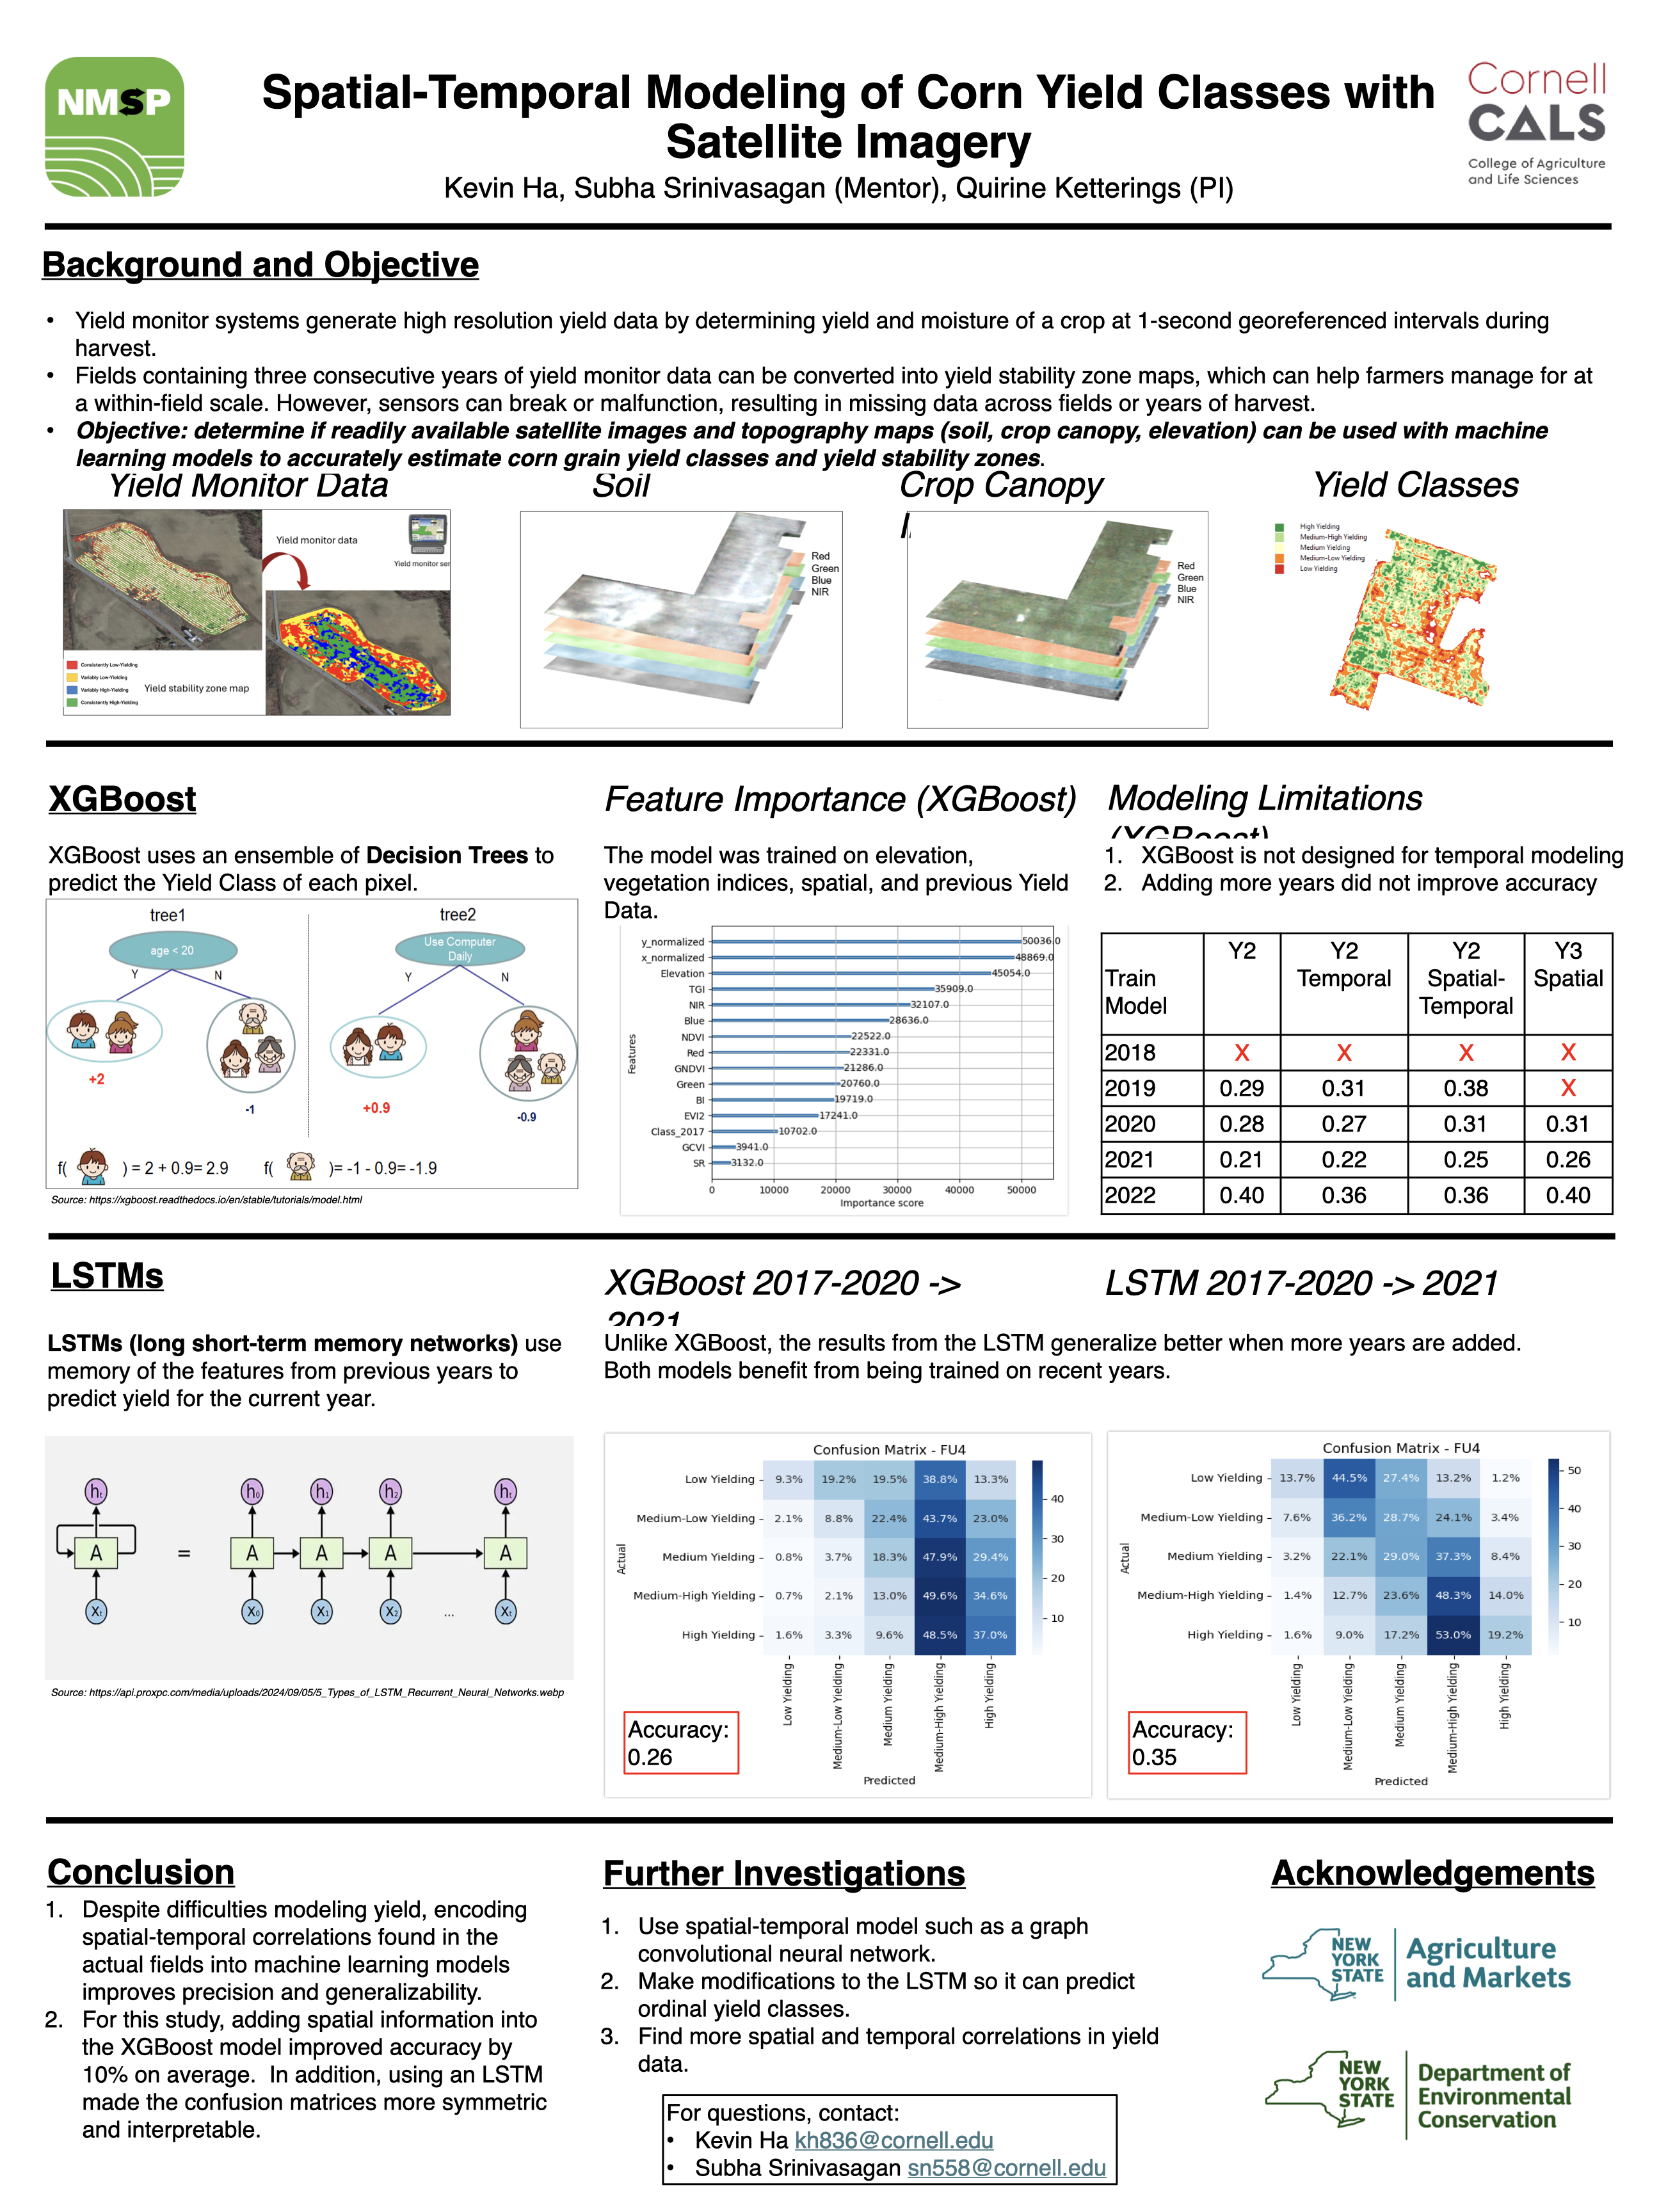 NMSP
Spatial-Temporal Modeling of Corn Yield Classes with
Satellite Imagery
Kevin Ha, Subha Srinivasagan (Mentor), Quirine Ketterings (PI)
Cornell
CALS
College of Agriculture
and Life Sciences
Background and Objective
• Yield monitor systems generate high resolution yield data by determining yield and moisture of a crop at 1-second georeferenced intervals during
harvest.
• Fields containing three consecutive years of yield monitor data can be converted into yield stability zone maps, which can help farmers manage for at
a within-field scale. However, sensors can break or malfunction, resulting in missing data across fields or years of harvest.
• Objective: determine if readily available satellite images and topography maps (soil, crop canopy, elevation) can be used with machine
learning models to accurately estimate corn grain yield classes and yield stability zones.
Yield Monitor Data
Yield monitor data
Yield monitor ser
Consistently Low-Yielding
Variably Low-Yielding
Variably High-Yielding
Consistently High-Yielding
Yield stability zone map
Soil
Red
Green
Blue
NIR
Crop Canopy
Red
Green
Blue
NIR
Yield Classes
High Yielding
Medium-High Yielding
Medium Yielding
Medium-Low Yielding
Low Yielding
XGBoost
XGBoost uses an ensemble of Decision Trees to
predict the Yield Class of each pixel.
tree1
tree2
age < 20
Use Computer
Daily
Y
N
Y
N
+2
-1
+0.9
-0.9
f( ) = 2 + 0.9= 2.9 f( )= -1 - 0.9= -1.9
Source: https://xgboost.readthedocs.io/en/stable/tutorials/model.html
Feature Importance (XGBoost)
The model was trained on elevation,
vegetation indices, spatial, and previous Yield
Data.
Features
y_normalized 50036.0
x_normalized 48869.0
Elevation 45054.0
TGI 35909.0
NIR 32107.0
Blue 28636.0
NDVI 22522.0
Red 22331.0
GNDVI 21286.0
Green 20760.0
BI 19719.0
EVI2 17241.0
Class_2017 10702.0
GCVI 3941.0
SR 3132.0
0 10000 20000 30000 40000 50000
Importance score
Modeling Limitations
(XGBoost)
1. XGBoost is not designed for temporal modeling
2. Adding more years did not improve accuracy
Train Model Y2 Y2 Temporal Y2 Spatial-Temporal Y3 Spatial
2018 X X X X
2019 0.29 0.31 0.38 X
2020 0.28 0.27 0.31 0.31
2021 0.21 0.22 0.25 0.26
2022 0.40 0.36 0.36 0.40
LSTMs
LSTMs (long short-term memory networks) use
memory of the features from previous years to
predict yield for the current year.
ht h0 h1 h2 ht
A = A A A A
Xt X0 X1 X2 ... Xt
Source: https://api.proxpc.com/media/uploads/2024/09/05/5_Types_of_LSTM_Recurrent_Neural_Networks.webp
XGBoost 2017-2020 ->
2021
LSTM 2017-2020 -> 2021
Unlike XGBoost, the results from the LSTM generalize better when more years are added.
Both models benefit from being trained on recent years.
Confusion Matrix - FU4
Actual
Low Yielding 9.3% 19.2% 19.5% 38.8% 13.3%
Medium-Low Yielding 2.1% 8.8% 22.4% 43.7% 23.0%
Medium Yielding 0.8% 3.7% 18.3% 47.9% 29.4%
Medium-High Yielding 0.7% 2.1% 13.0% 49.6% 34.6%
High Yielding 1.6% 3.3% 9.6% 48.5% 37.0%
Low Yielding Medium-Low Yielding Medium Yielding Medium-High Yielding High Yielding
Predicted
40
30
20
10
Accuracy:
0.26
Confusion Matrix - FU4
Actual
Low Yielding 13.7% 44.5% 27.4% 13.2% 1.2%
Medium-Low Yielding 7.6% 36.2% 28.7% 24.1% 3.4%
Medium Yielding 3.2% 22.1% 29.0% 37.3% 8.4%
Medium-High Yielding 1.4% 12.7% 23.6% 48.3% 14.0%
High Yielding 1.6% 9.0% 17.2% 53.0% 19.2%
Low Yielding Medium-Low Yielding Medium Yielding Medium-High Yielding High Yielding
Predicted
50
40
30
20
10
Accuracy:
0.35
Conclusion
1. Despite difficulties modeling yield, encoding
spatial-temporal correlations found in the
actual fields into machine learning models
improves precision and generalizability.
2. For this study, adding spatial information into
the XGBoost model improved accuracy by
10% on average. In addition, using an LSTM
made the confusion matrices more symmetric
and interpretable.
Further Investigations
1. Use spatial-temporal model such as a graph
convolutional neural network.
2. Make modifications to the LSTM so it can predict
ordinal yield classes.
3. Find more spatial and temporal correlations in yield
data.
For questions, contact:
• Kevin Ha kh836@cornell.edu
• Subha Srinivasagan sn558@cornell.edu
Acknowledgements
NEW
YORK
STATE
Agriculture
and Markets
NEW
YORK
STATE
Department of
Environmental
Conservation